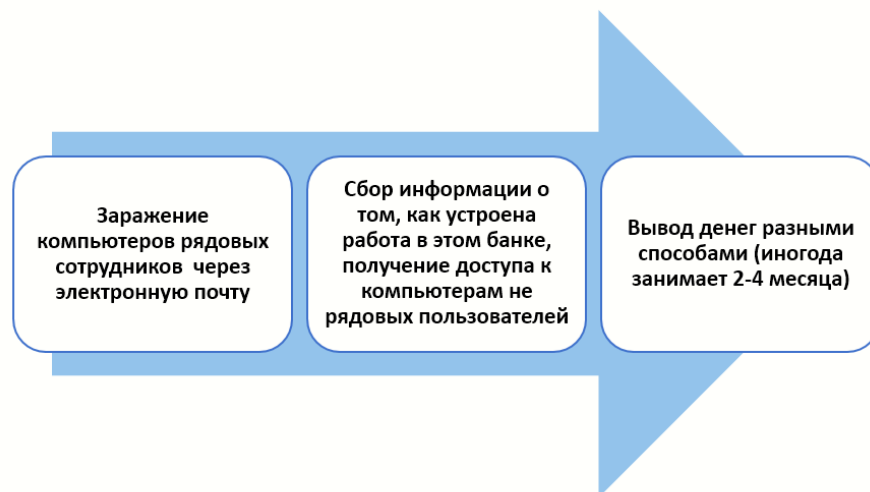 Заражение
компьютеров рядовых
сотрудников через
электронную почту
Сбор информации о
том, как устроена
работа в этом банке,
получение доступа к
компьютерам не
рядовых пользователей
Вывод денег разными
способами (иногода
занимает 2-4 месяца)